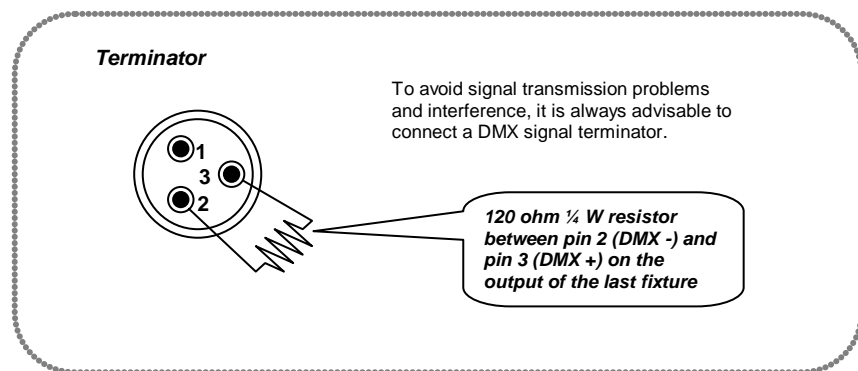 Terminator
To avoid signal transmission problems
and interference, it is always advisable to
connect a DMX signal terminator.
1
3
2
120 ohm ¼ W resistor
between pin 2 (DMX -) and
pin 3 (DMX +) on the
output of the last fixture